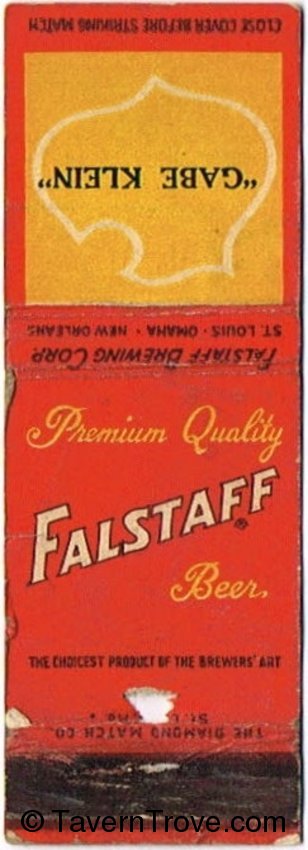 CLOSE COVER BEFORE STRIKING MATCH
"GABE KLEIN"
FALSTAFF BREWING CORP.
ST. LOUIS · OMAHA · NEW ORLEANS
Premium Quality
FALSTAFF®
Beer.
THE CHOICEST PRODUCT OF THE BREWERS' ART
THE DIAMOND MATCH CO.
St.
© TavernTrove.com